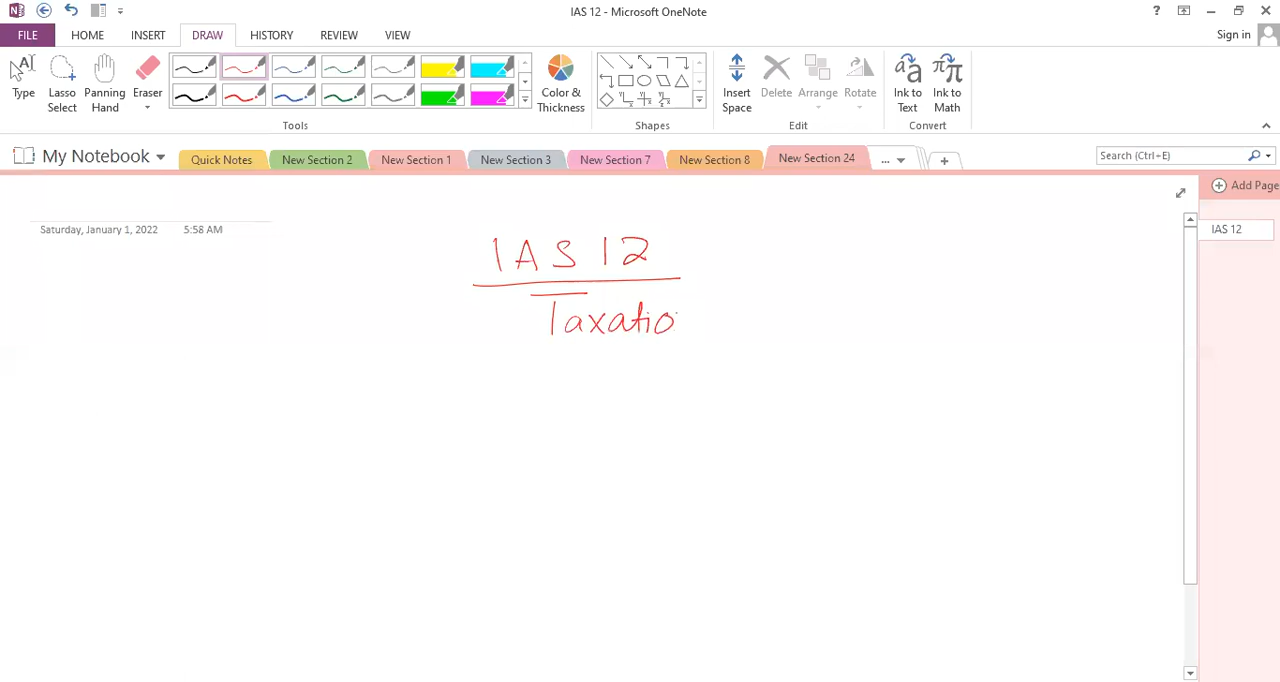 IAS 12 - Microsoft OneNote
?
FILE HOME INSERT DRAW HISTORY REVIEW VIEW Sign in
Type Lasso Select Panning Hand Eraser Color & Thickness Insert Space Delete Arrange Rotate Ink to Text Ink to Math
Tools Shapes Edit Convert
My Notebook Quick Notes New Section 2 New Section 1 New Section 3 New Section 7 New Section 8 New Section 24 ... Search (Ctrl+E)
Add Page
Saturday, January 1, 2022 5:58 AM
IAS 12
IAS 12
Taxatio